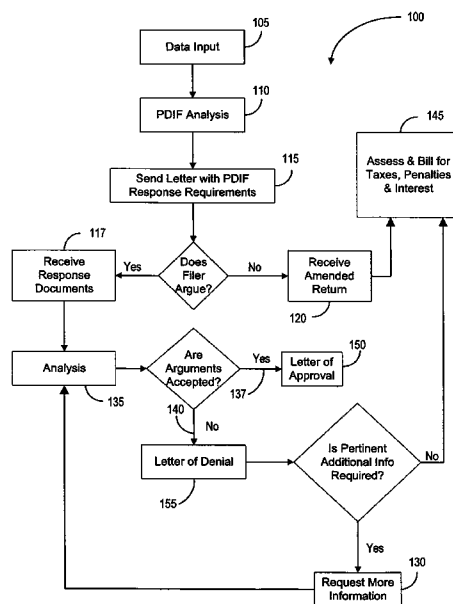 105
100
Data Input
110
145
PDIF Analysis
115
Assess & Bill for
Taxes, Penalties
& Interest
Send Letter with PDIF
Response Requirements
117
Receive
Response
Documents
Yes
Does
Filer
Argue?
No
Receive
Amended
Return
120
Are
Arguments
Accepted?
Yes
150
Letter of
Approval
Analysis
137
135
140
No
Letter of Denial
155
Is Pertinent
Additional Info
Required?
No
Yes
130
Request More
Information